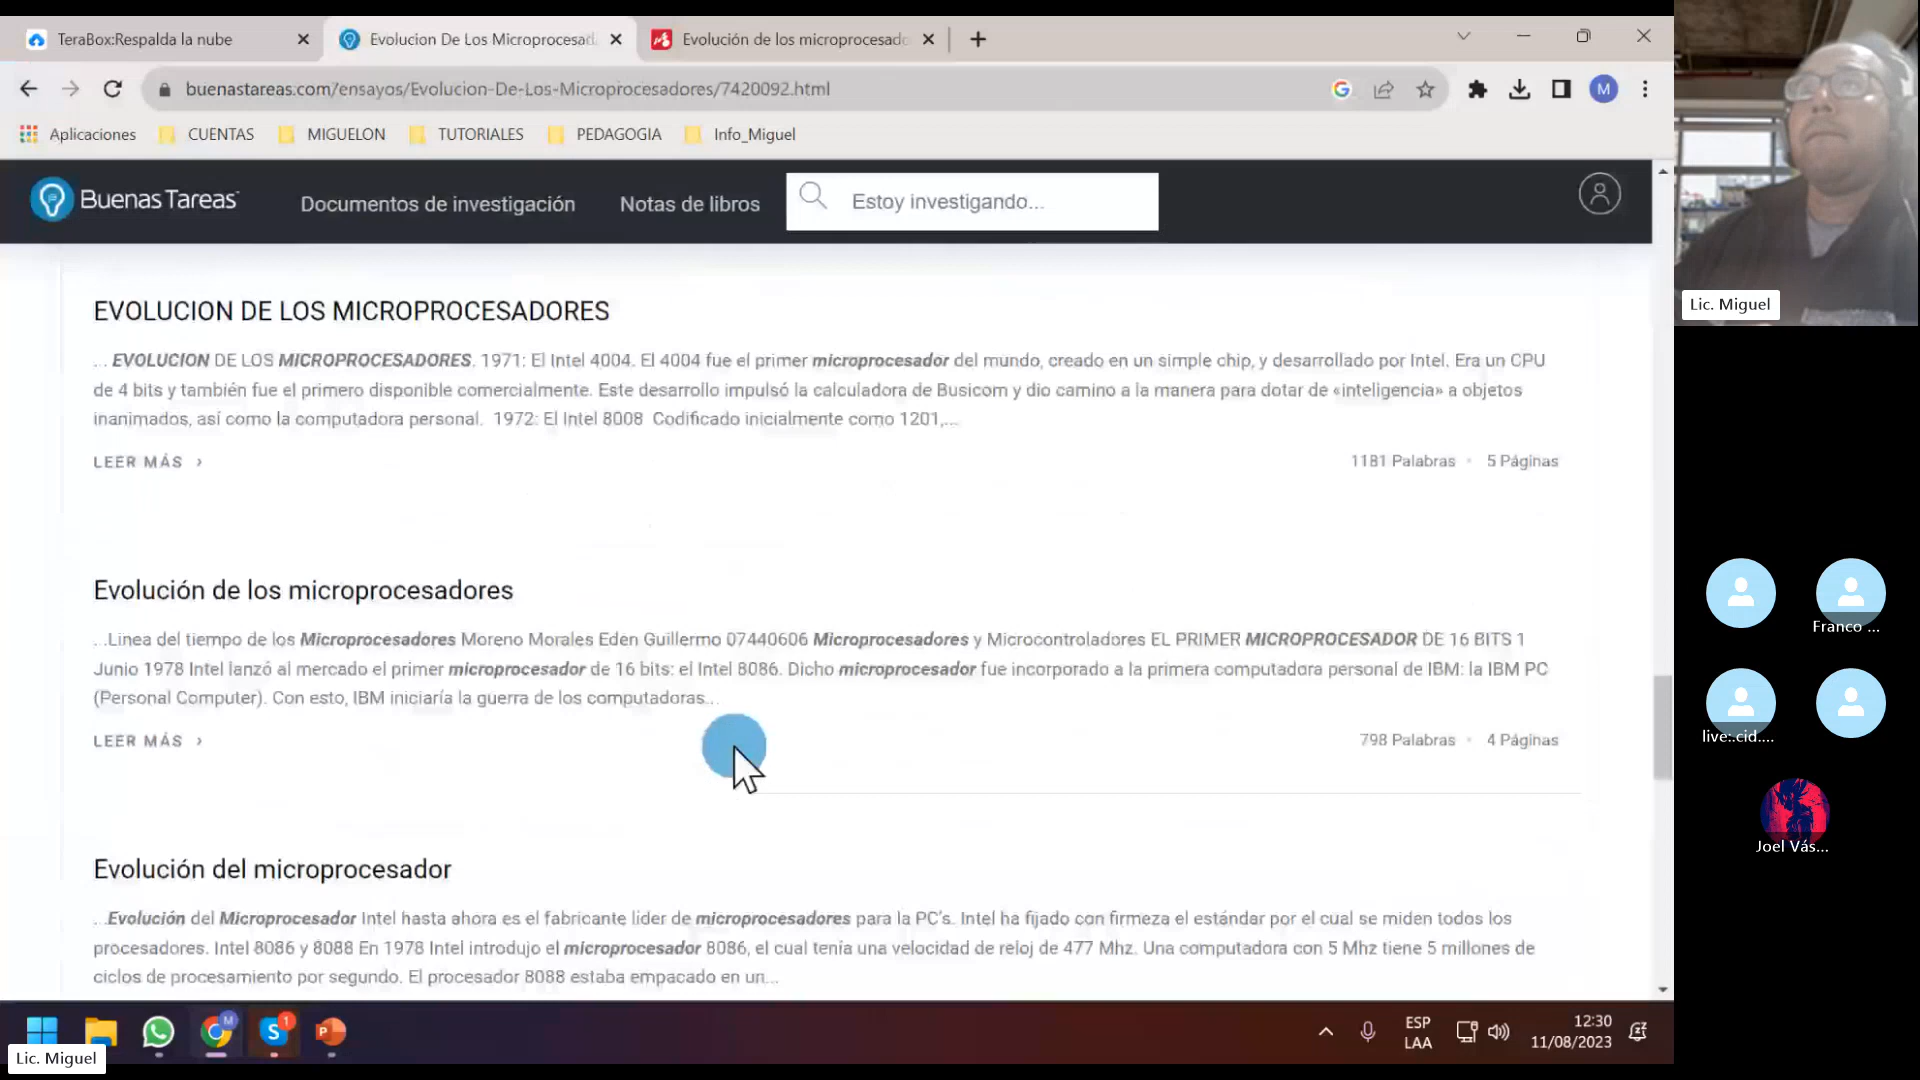 TeraBox:Respalda la nube
Evolucion De Los Microprocesad
Evolución de los microprocesado
buenastareas.com/ensayos/Evolucion-De-Los-Microprocesadores/7420092.html
M
Aplicaciones
CUENTAS
MIGUELON
TUTORIALES
PEDAGOGIA
Info_Miguel
BuenasTareas
Documentos de investigación
Notas de libros
Estoy investigando...
EVOLUCION DE LOS MICROPROCESADORES
... EVOLUCION DE LOS MICROPROCESADORES. 1971: El Intel 4004. El 4004 fue el primer microprocesador del mundo, creado en un simple chip, y desarrollado por Intel. Era un CPU
de 4 bits y también fue el primero disponible comercialmente. Este desarrollo impulsó la calculadora de Busicom y dio camino a la manera para dotar de «inteligencia» a objetos
inanimados, así como la computadora personal. 1972: El Intel 8008 Codificado inicialmente como 1201,...
LEER MÁS ›
1181 Palabras • 5 Páginas
Evolución de los microprocesadores
...Linea del tiempo de los Microprocesadores Moreno Morales Eden Guillermo 07440606 Microprocesadores y Microcontroladores EL PRIMER MICROPROCESADOR DE 16 BITS 1
Junio 1978 Intel lanzó al mercado el primer microprocesador de 16 bits: el Intel 8086. Dicho microprocesador fue incorporado a la primera computadora personal de IBM: la IBM PC
(Personal Computer). Con esto, IBM iniciaría la guerra de los computadoras...
LEER MÁS ›
798 Palabras • 4 Páginas
Evolución del microprocesador
...Evolución del Microprocesador Intel hasta ahora es el fabricante lider de microprocesadores para la PC's. Intel ha fijado con firmeza el estándar por el cual se miden todos los
procesadores. Intel 8086 y 8088 En 1978 Intel introdujo el microprocesador 8086, el cual tenía una velocidad de reloj de 477 Mhz. Una computadora con 5 Mhz tiene 5 millones de
ciclos de procesamiento por segundo. El procesador 8088 estaba empacado en un...
Lic. Miguel
Franco ...
live:.cid....
Joel Vás...
M
S
1
P
ESP
LAA
12:30
11/08/2023
Lic. Miguel